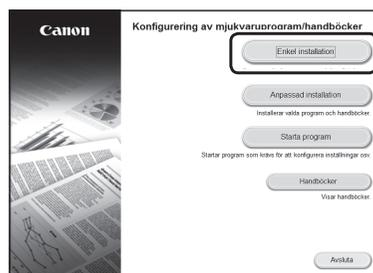 Canon
Konfigurering av mjukvaruprogram/handböcker
Enkel installation
Anpassad installation
Installerar valda program och handböcker.
Starta program
Startar program som krävs för att konfigurera inställningar osv.
Handböcker
Visar handböcker.
Avsluta